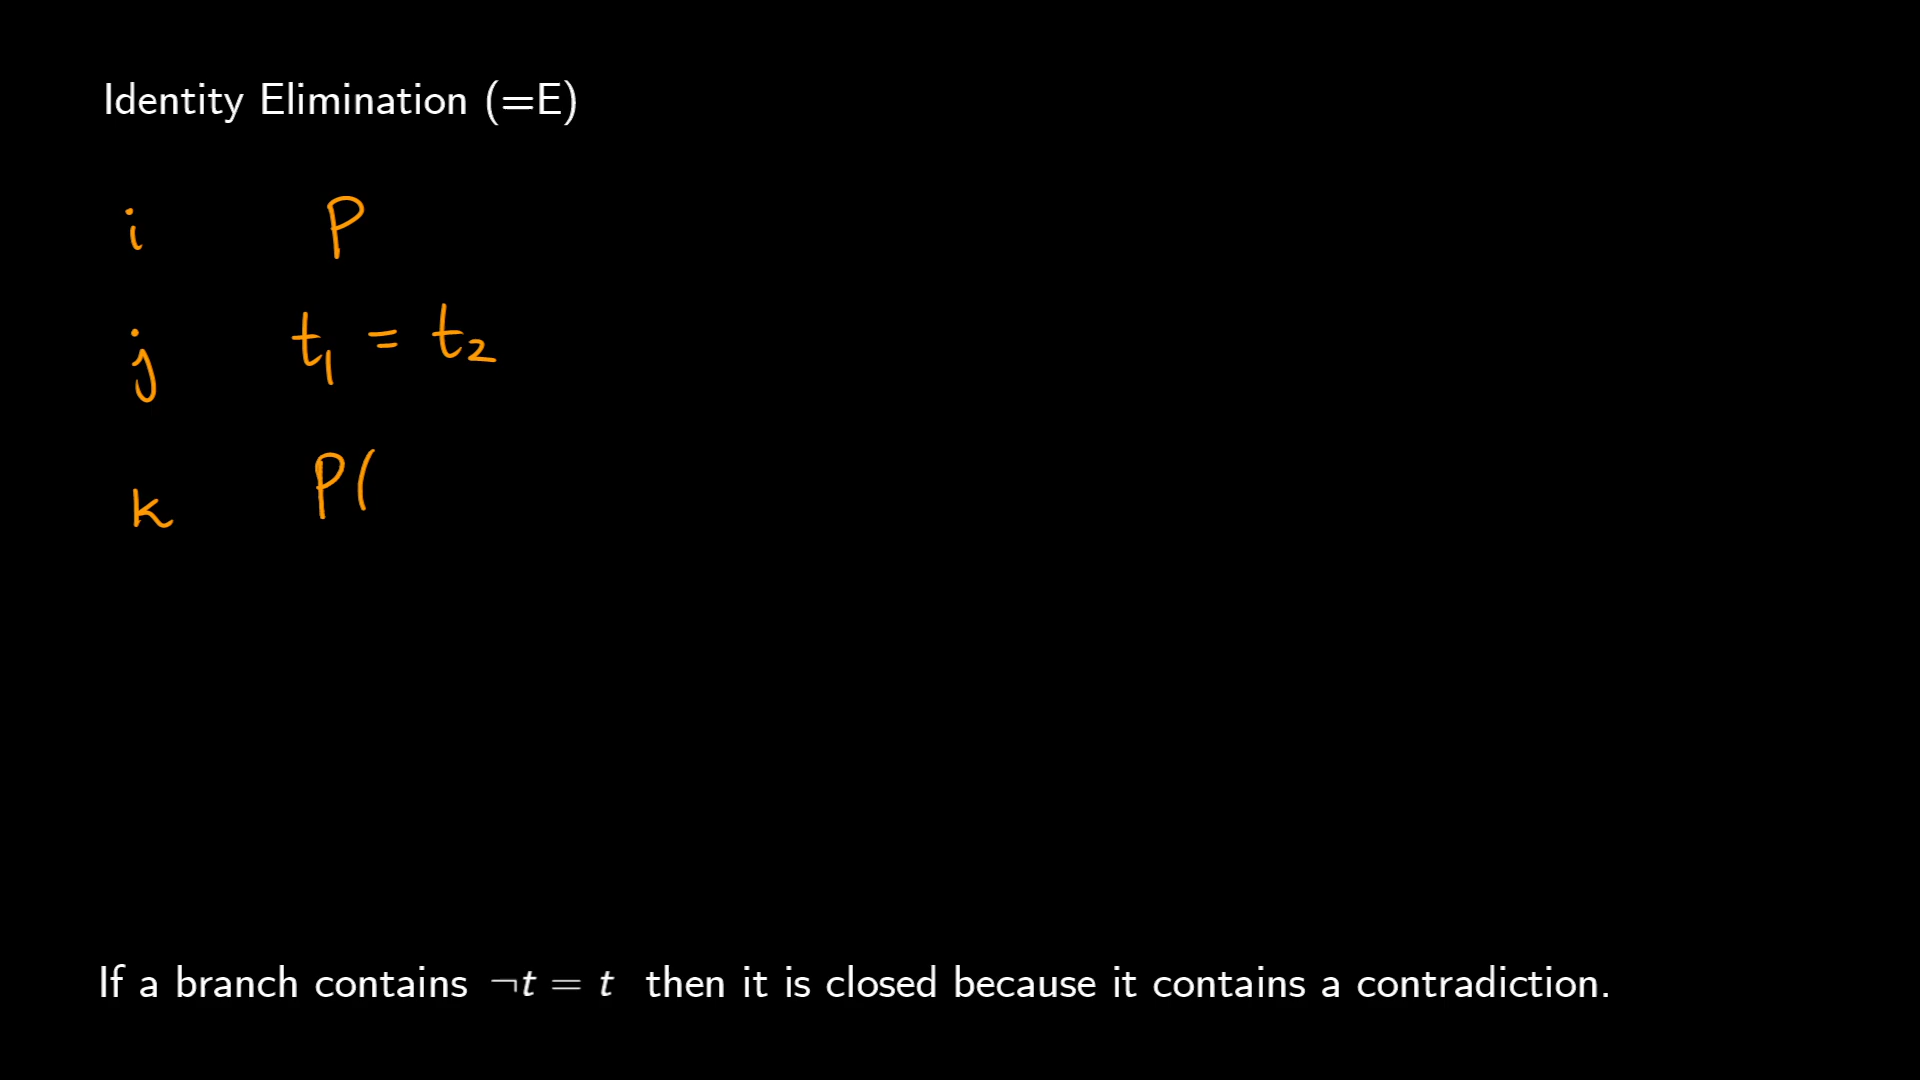 Identity Elimination (=E)
i P
j t₁ = t₂
k P(
If a branch contains ¬t = t then it is closed because it contains a contradiction.